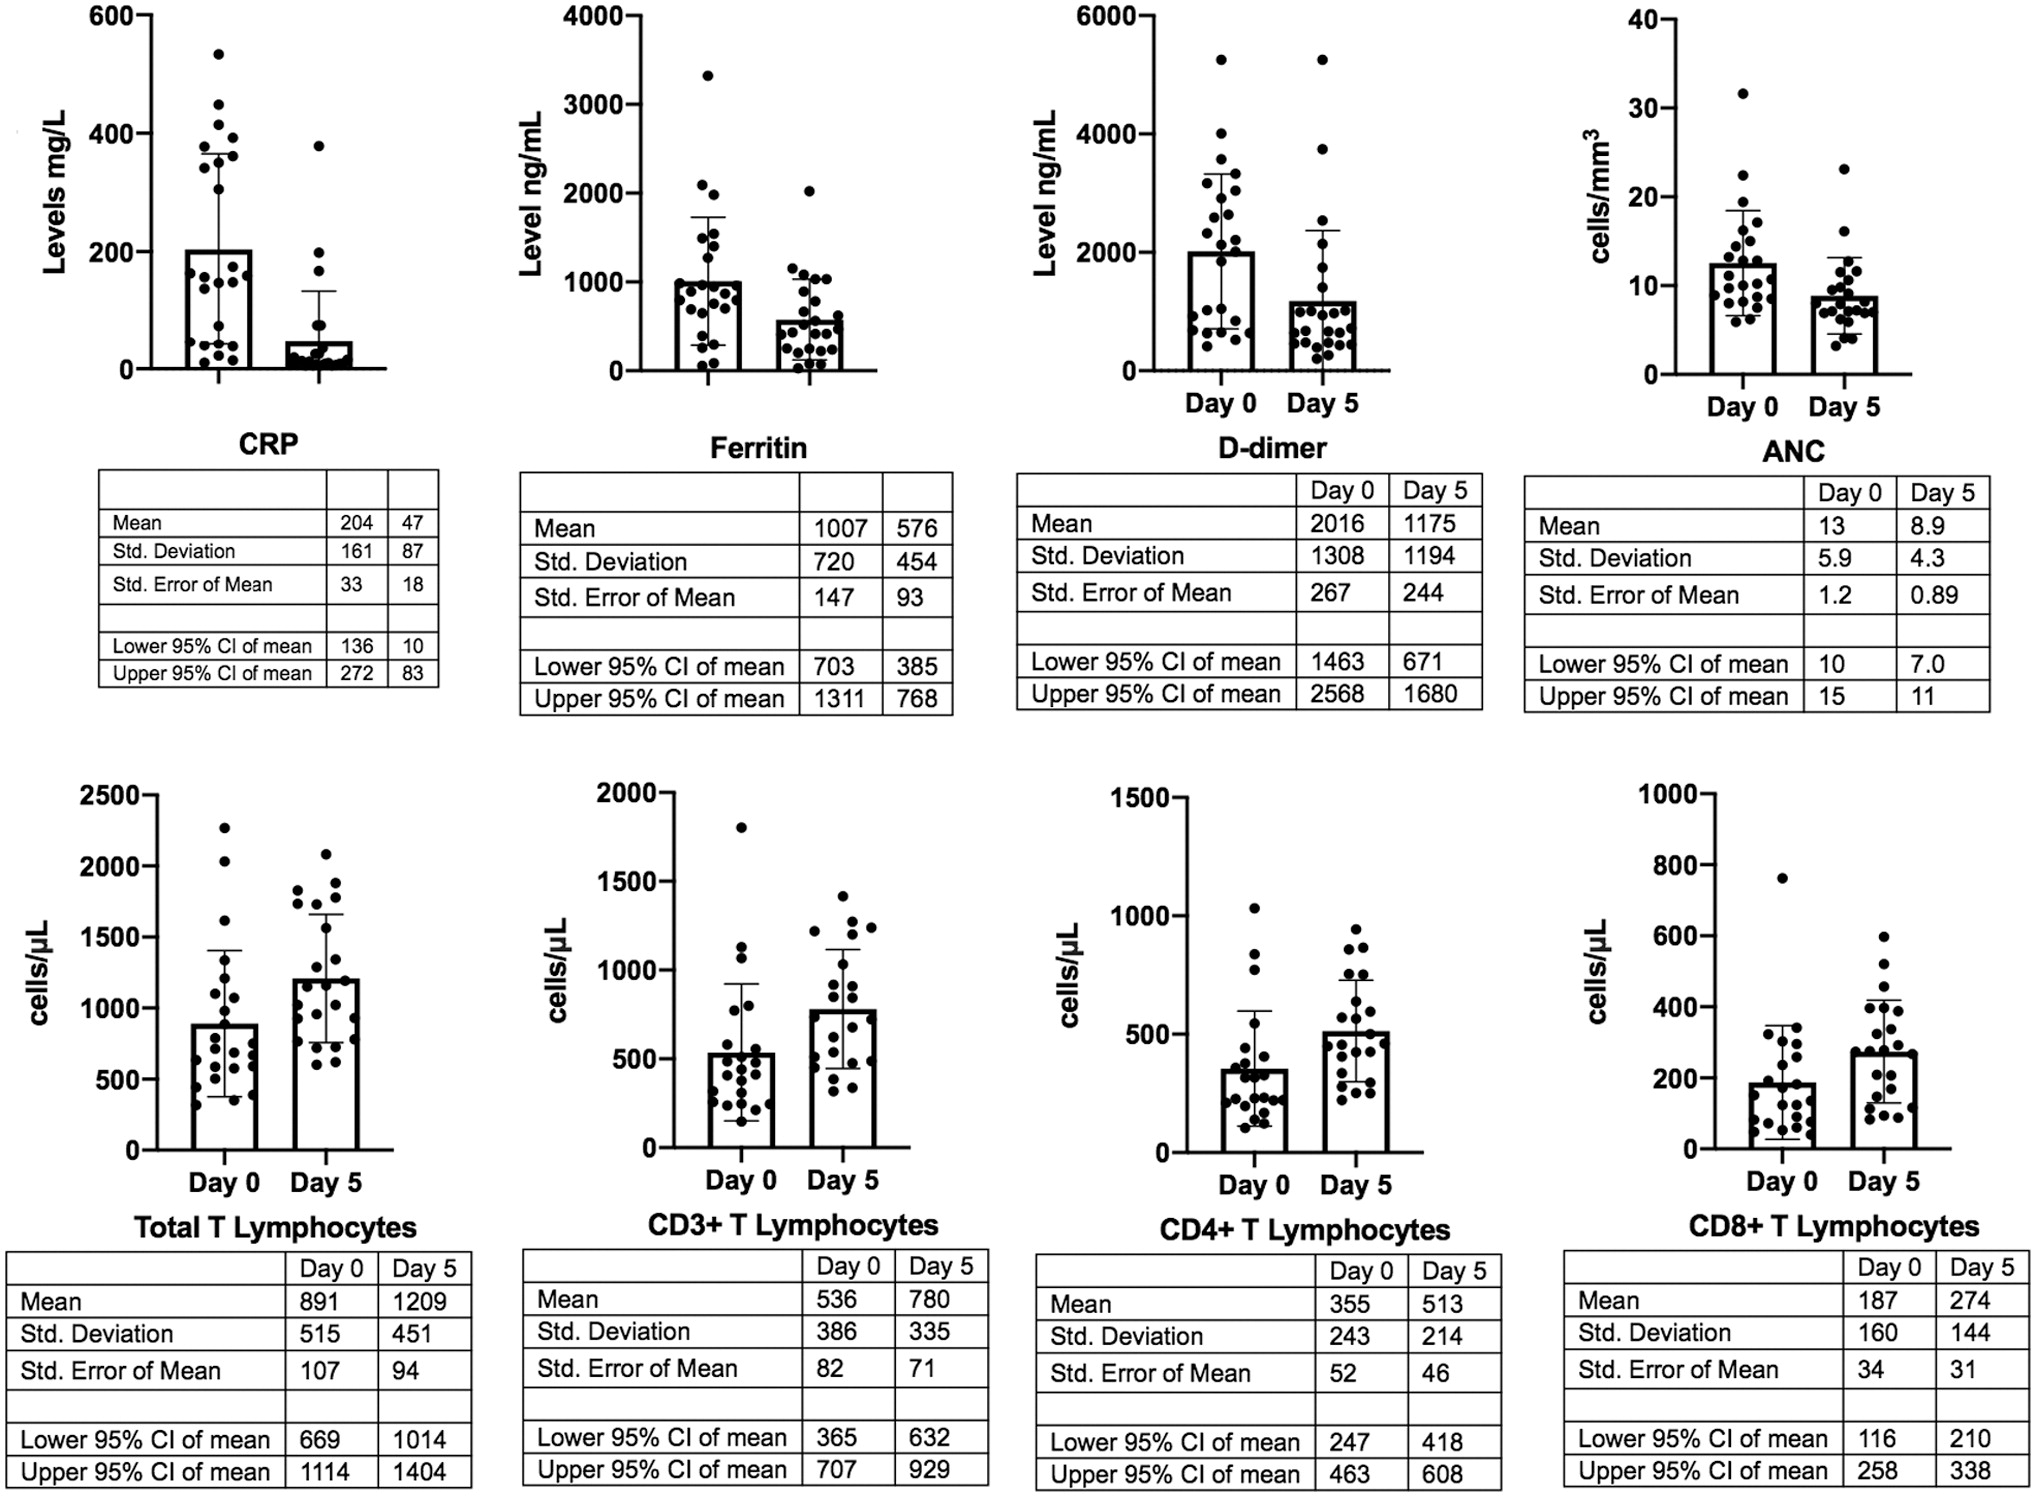 600
400
200
0
Levels mg/L
CRP
Mean 204 47
Std. Deviation 161 87
Std. Error of Mean 33 18
Lower 95% CI of mean 136 10
Upper 95% CI of mean 272 83
4000
3000
2000
1000
0
Level ng/mL
Ferritin
Mean 1007 576
Std. Deviation 720 454
Std. Error of Mean 147 93
Lower 95% CI of mean 703 385
Upper 95% CI of mean 1311 768
6000
4000
2000
0
Level ng/mL
Day 0 Day 5
D-dimer
Day 0 Day 5
Mean 2016 1175
Std. Deviation 1308 1194
Std. Error of Mean 267 244
Lower 95% CI of mean 1463 671
Upper 95% CI of mean 2568 1680
40
30
20
10
0
cells/mm³
Day 0 Day 5
ANC
Day 0 Day 5
Mean 13 8.9
Std. Deviation 5.9 4.3
Std. Error of Mean 1.2 0.89
Lower 95% CI of mean 10 7.0
Upper 95% CI of mean 15 11
2500
2000
1500
1000
500
0
cells/µL
Day 0 Day 5
Total T Lymphocytes
Day 0 Day 5
Mean 891 1209
Std. Deviation 515 451
Std. Error of Mean 107 94
Lower 95% CI of mean 669 1014
Upper 95% CI of mean 1114 1404
2000
1500
1000
500
0
cells/µL
Day 0 Day 5
CD3+ T Lymphocytes
Day 0 Day 5
Mean 536 780
Std. Deviation 386 335
Std. Error of Mean 82 71
Lower 95% CI of mean 365 632
Upper 95% CI of mean 707 929
1500
1000
500
0
cells/µL
Day 0 Day 5
CD4+ T Lymphocytes
Day 0 Day 5
Mean 355 513
Std. Deviation 243 214
Std. Error of Mean 52 46
Lower 95% CI of mean 247 418
Upper 95% CI of mean 463 608
1000
800
600
400
200
0
cells/µL
Day 0 Day 5
CD8+ T Lymphocytes
Day 0 Day 5
Mean 187 274
Std. Deviation 160 144
Std. Error of Mean 34 31
Lower 95% CI of mean 116 210
Upper 95% CI of mean 258 338